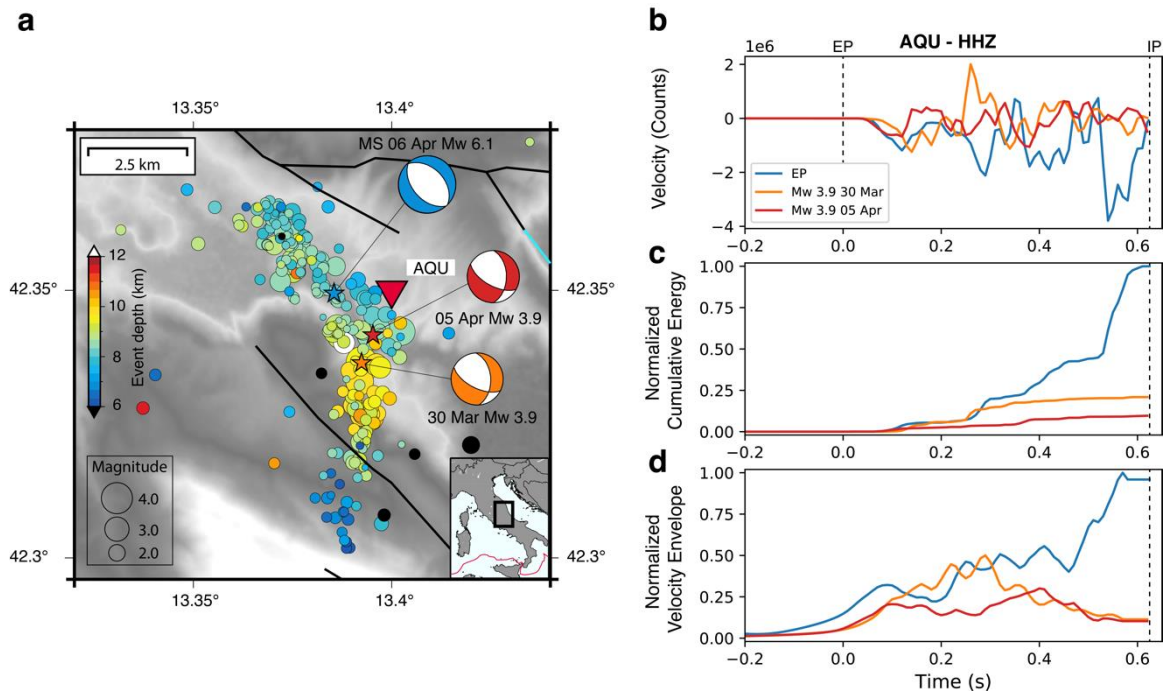 a
13.35°
13.4°
2.5 km
MS 06 Apr Mw 6.1
AQU
42.35°
42.35°
05 Apr Mw 3.9
30 Mar Mw 3.9
12
10
8
6
Event depth (km)
Magnitude
4.0
3.0
2.0
42.3°
42.3°
13.35°
13.4°
b
AQU - HHZ
1e6
EP
IP
2
0
−2
−4
Velocity (Counts)
EP
Mw 3.9 30 Mar
Mw 3.9 05 Apr
−0.2
0.0
0.2
0.4
0.6
c
1.00
0.75
0.50
0.25
0.00
Normalized
Cumulative Energy
−0.2
0.0
0.2
0.4
0.6
d
1.00
0.75
0.50
0.25
0.00
Normalized
Velocity Envelope
−0.2
0.0
0.2
0.4
0.6
Time (s)